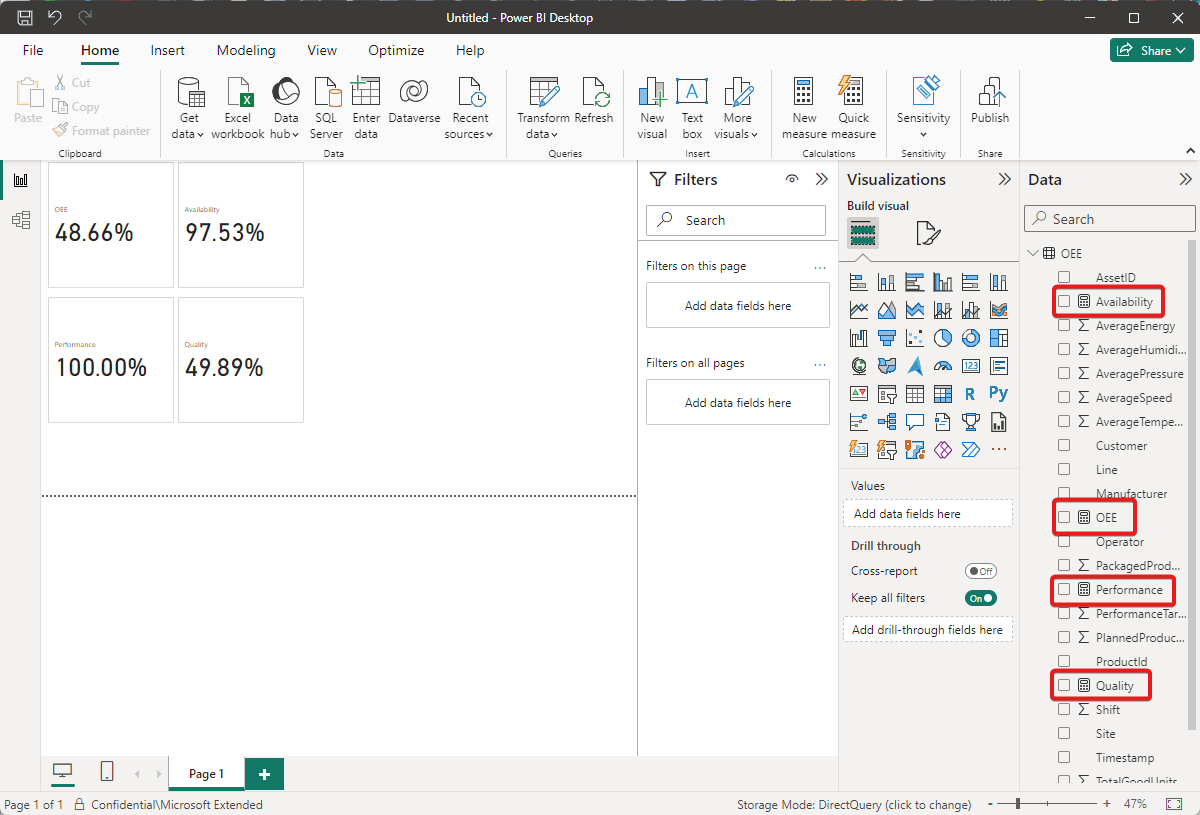 Untitled - Power BI Desktop
File Home Insert Modeling View Optimize Help Share
Paste
Cut
Copy
Format painter
Clipboard
Get data
Excel workbook
Data hub
SQL Server
Enter data
Dataverse
Recent sources
Data
Transform data
Refresh
Queries
New visual
Text box
More visuals
Insert
New measure
Quick measure
Calculations
Sensitivity
Sensitivity
Publish
Share
OEE
48.66%
Availability
97.53%
Performance
100.00%
Quality
49.89%
Filters
Search
Filters on this page ...
Add data fields here
Filters on all pages ...
Add data fields here
Visualizations
Build visual
123
R
Py
123
...
Values
Add data fields here
Drill through
Cross-report Off
Keep all filters On
Add drill-through fields here
Data
Search
OEE
AssetID
Availability
AverageEnergy
AverageHumidi...
AveragePressure
AverageSpeed
AverageTempe...
Customer
Line
Manufacturer
OEE
Operator
PackagedProd...
Performance
PerformanceTar...
PlannedProduc...
ProductId
Quality
Shift
Site
Timestamp
TotalGoodUnits
Page 1
Page 1 of 1 Confidential\Microsoft Extended Storage Mode: DirectQuery (click to change) - + 47%